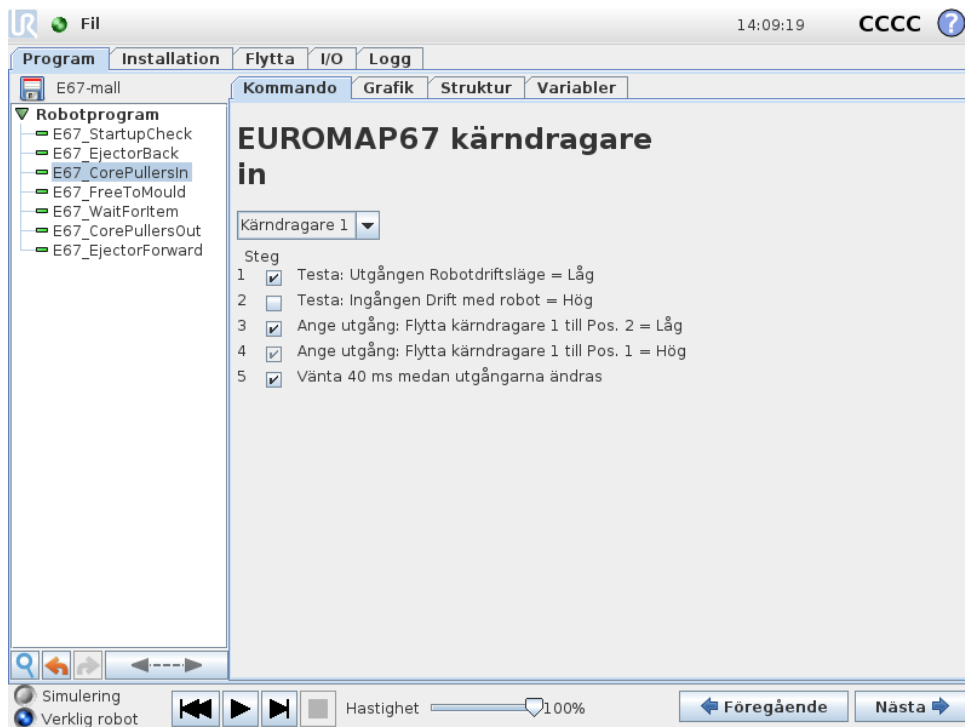 UR Fil 14:09:19 CCCC ?
Program Installation Flytta I/O Logg
E67-mall
Kommando Grafik Struktur Variabler
Robotprogram
E67_StartupCheck
E67_EjectorBack
E67_CorePullersIn
E67_FreeToMould
E67_WaitForItem
E67_CorePullersOut
E67_EjectorForward
EUROMAP67 kärndragare
in
Kärndragare 1
Steg
1 Testa: Utgången Robotdriftsläge = Låg
2 Testa: Ingången Drift med robot = Hög
3 Ange utgång: Flytta kärndragare 1 till Pos. 2 = Låg
4 Ange utgång: Flytta kärndragare 1 till Pos. 1 = Hög
5 Vänta 40 ms medan utgångarna ändras
Simulering
Verklig robot
Hastighet 100%
Föregående
Nästa